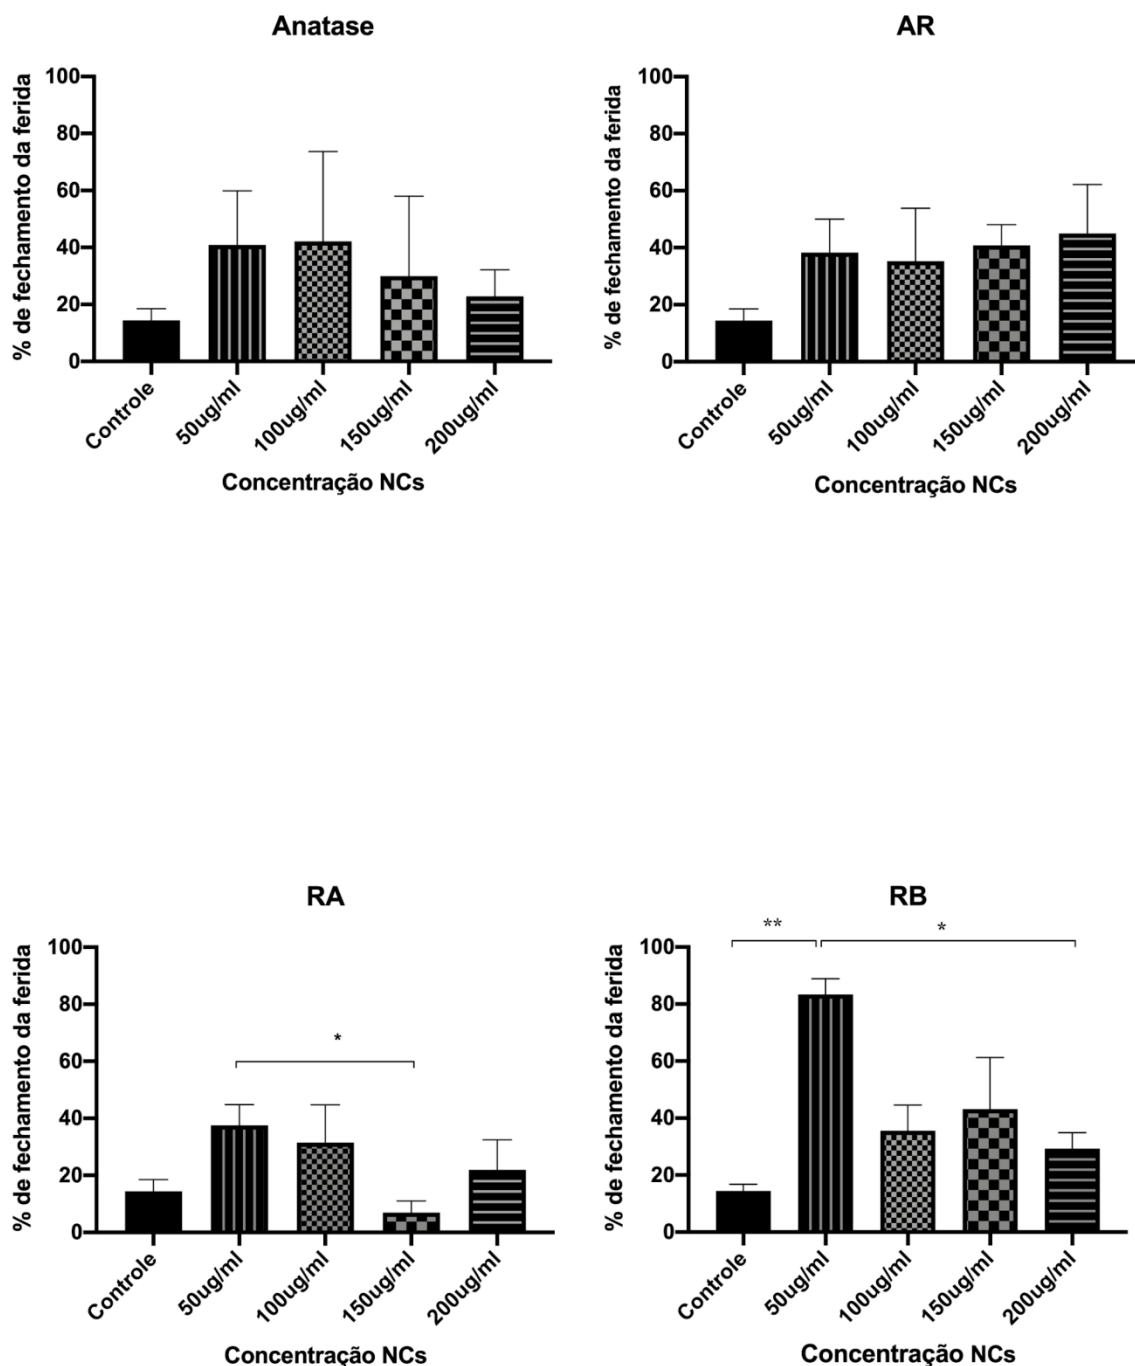 Anatase
% de fechamento da ferida
100
80
60
40
20
0
Controle
50ug/ml
100ug/ml
150ug/ml
200ug/ml
Concentração NCs
AR
% de fechamento da ferida
100
80
60
40
20
0
Controle
50ug/ml
100ug/ml
150ug/ml
200ug/ml
Concentração NCs
RA
% de fechamento da ferida
100
80
60
40
20
0
*
Controle
50ug/ml
100ug/ml
150ug/ml
200ug/ml
Concentração NCs
RB
% de fechamento da ferida
100
80
60
40
20
0
**
*
Controle
50ug/ml
100ug/ml
150ug/ml
200ug/ml
Concentração NCs